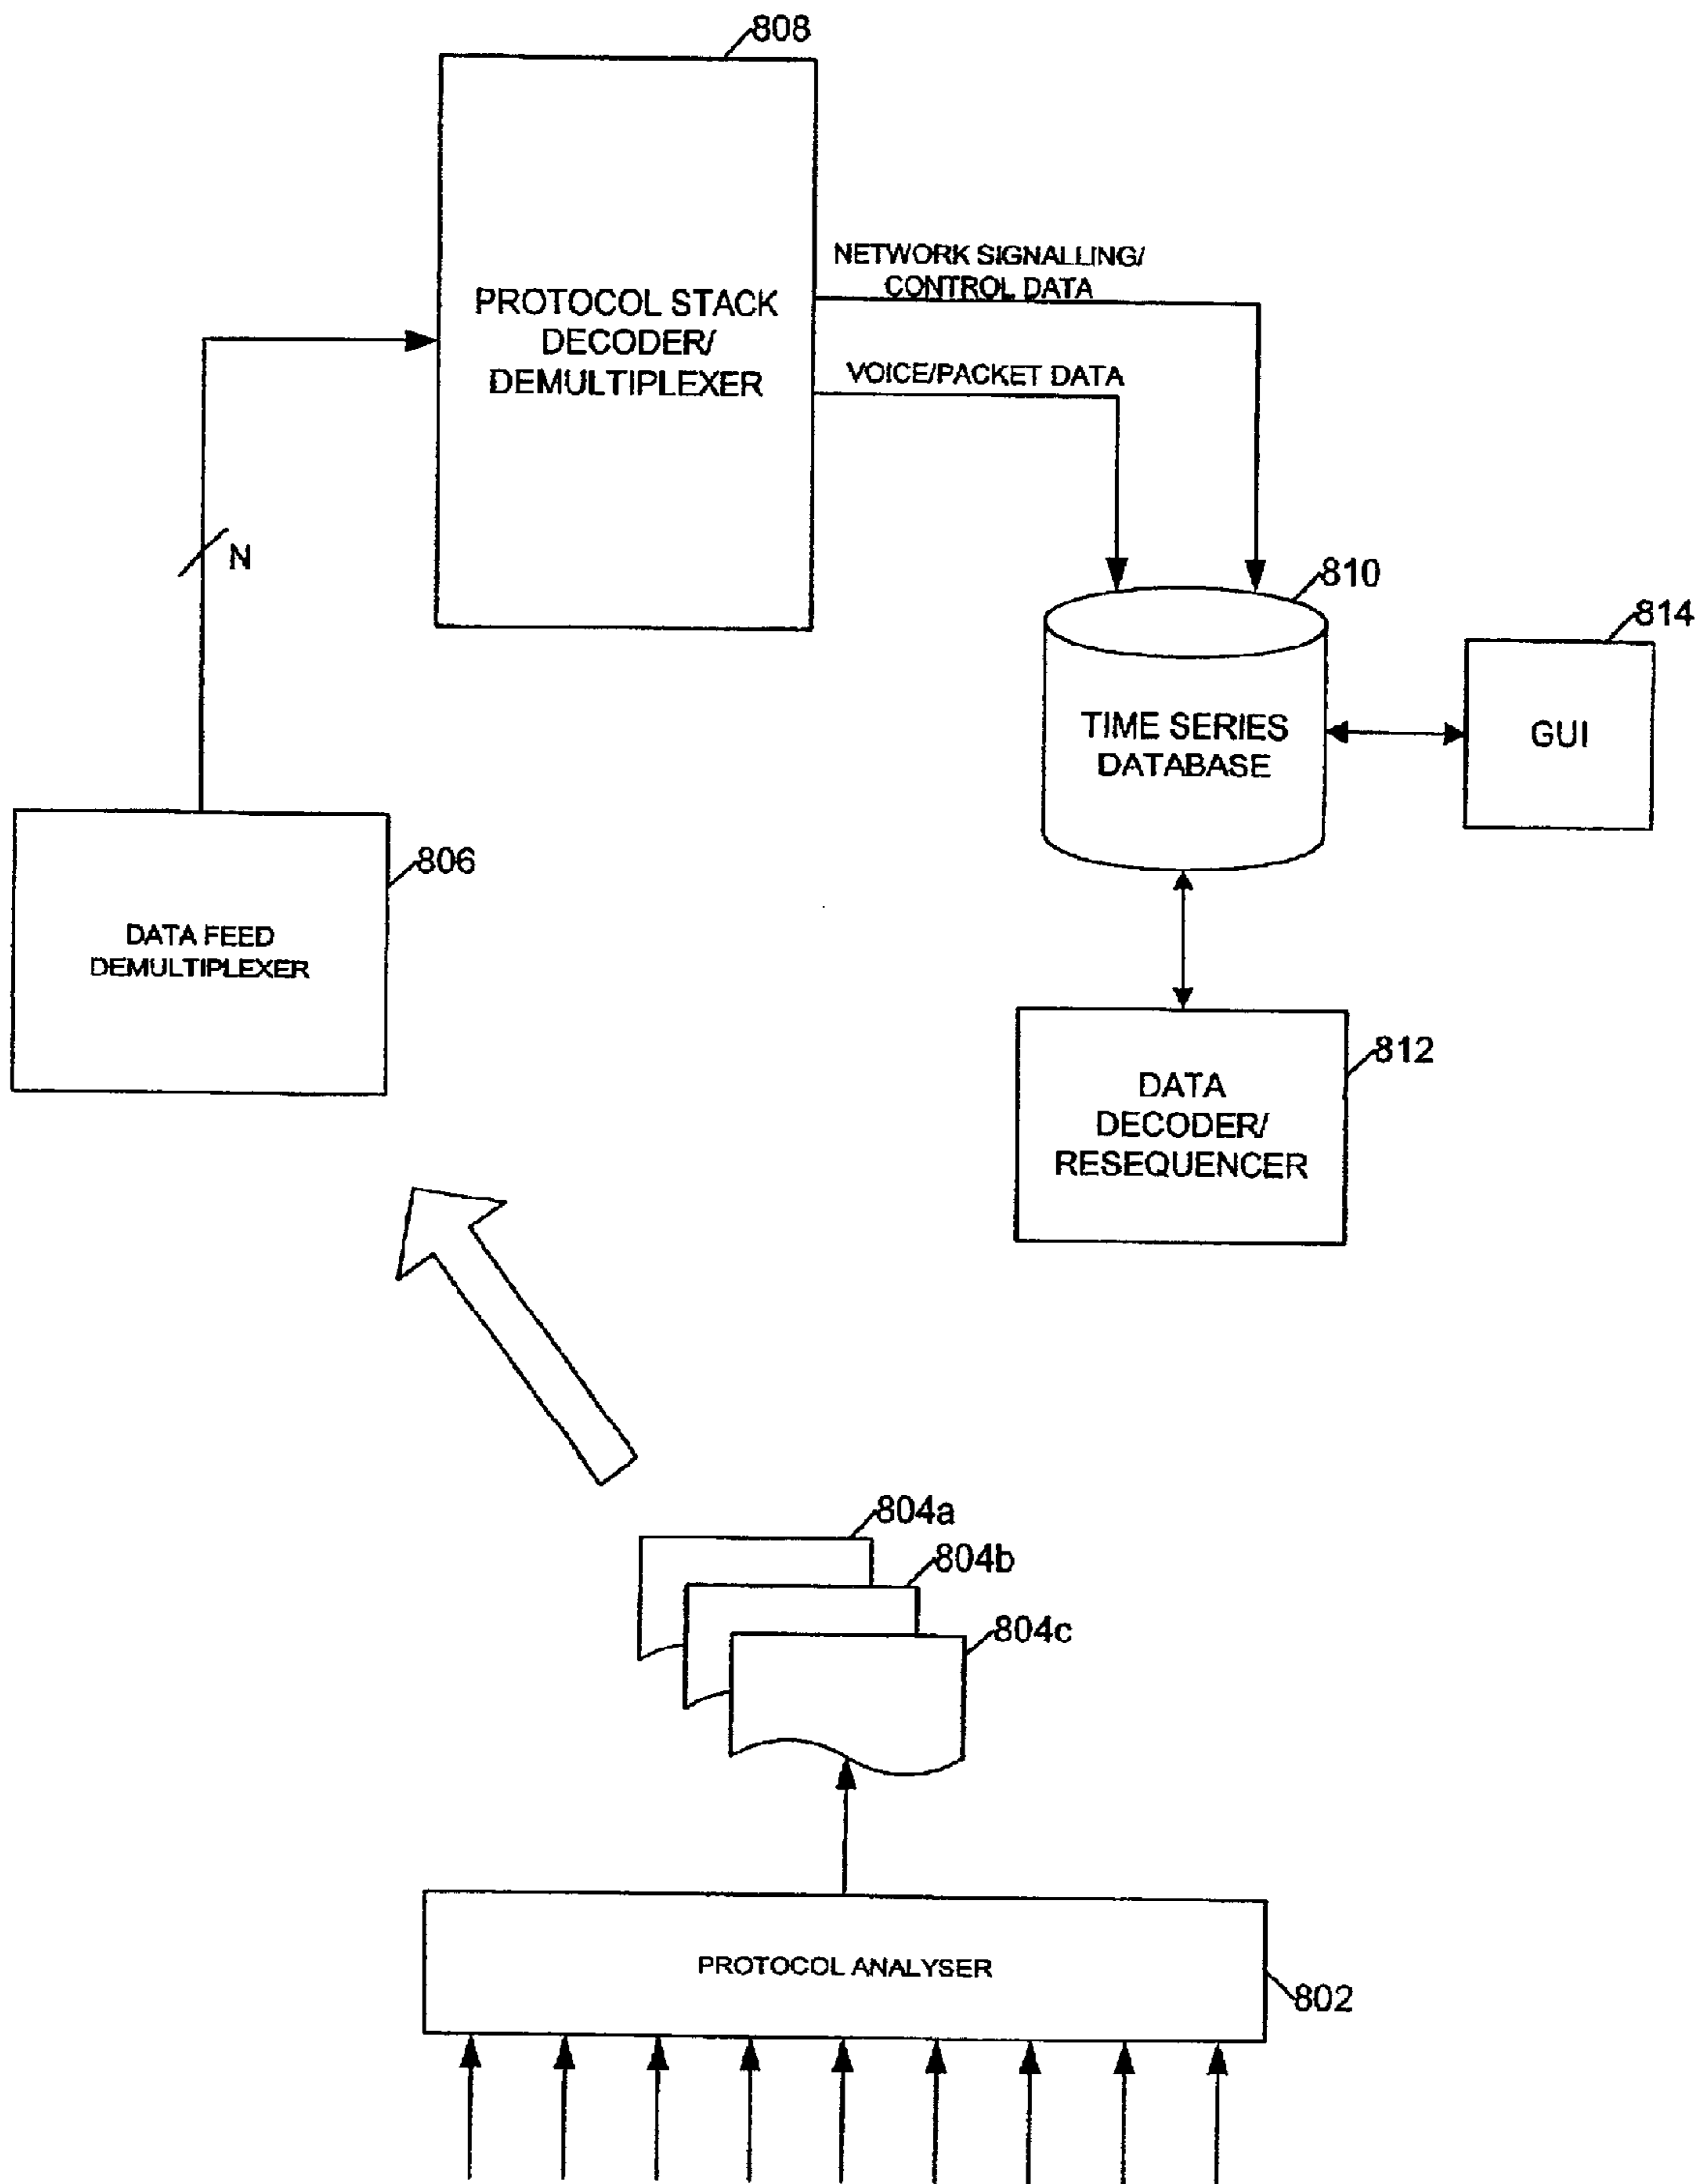 808
PROTOCOL STACK
DECODER/
DEMULTIPLEXER
NETWORK SIGNALLING/
CONTROL DATA
VOICE/PACKET DATA
N
810
814
TIME SERIES
DATABASE
GUI
806
DATA FEED
DEMULTIPLEXER
812
DATA
DECODER/
RESEQUENCER
804a
804b
804c
PROTOCOL ANALYSER
802